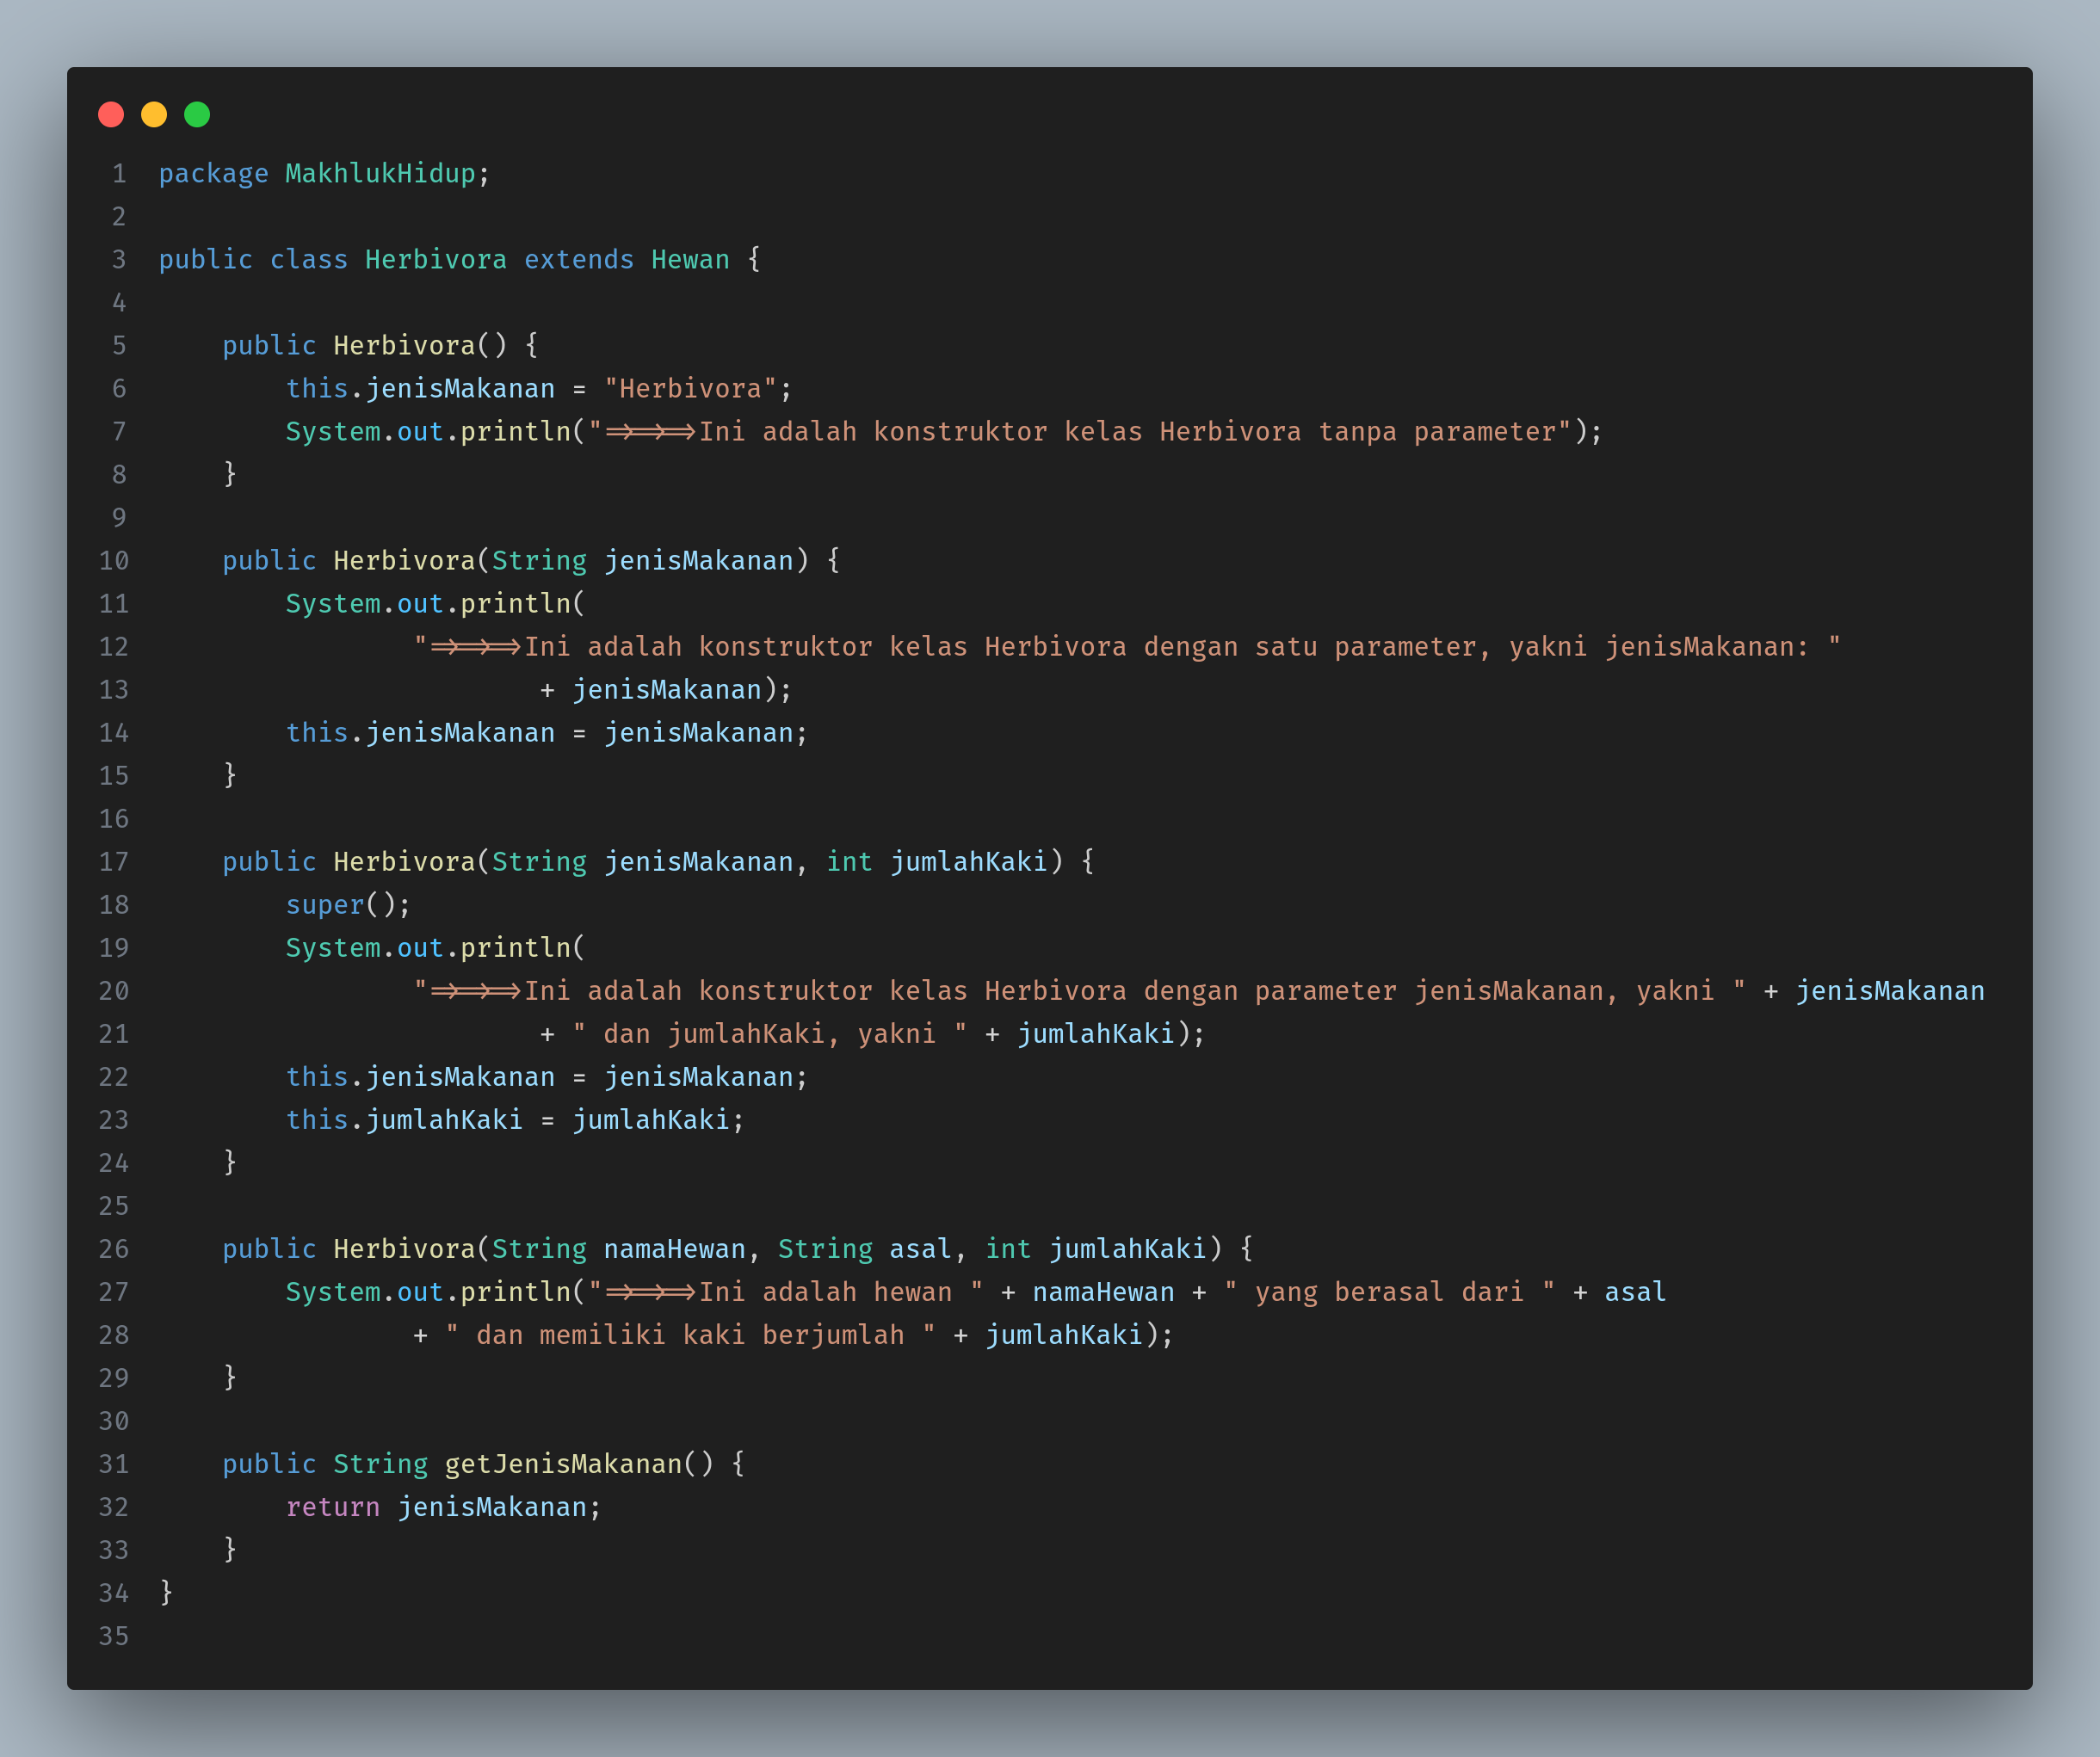 1 package MakhlukHidup;
2
3 public class Herbivora extends Hewan {
4
5     public Herbivora() {
6         this.jenisMakanan = "Herbivora";
7         System.out.println("=>=>=>Ini adalah konstruktor kelas Herbivora tanpa parameter");
8     }
9
10     public Herbivora(String jenisMakanan) {
11         System.out.println(
12                 "=>=>=>Ini adalah konstruktor kelas Herbivora dengan satu parameter, yakni jenisMakanan: "
13                         + jenisMakanan);
14         this.jenisMakanan = jenisMakanan;
15     }
16
17     public Herbivora(String jenisMakanan, int jumlahKaki) {
18         super();
19         System.out.println(
20                 "=>=>=>Ini adalah konstruktor kelas Herbivora dengan parameter jenisMakanan, yakni " + jenisMakanan
21                         + " dan jumlahKaki, yakni " + jumlahKaki);
22         this.jenisMakanan = jenisMakanan;
23         this.jumlahKaki = jumlahKaki;
24     }
25
26     public Herbivora(String namaHewan, String asal, int jumlahKaki) {
27         System.out.println("=>=>=>Ini adalah hewan " + namaHewan + " yang berasal dari " + asal
28                 + " dan memiliki kaki berjumlah " + jumlahKaki);
29     }
30
31     public String getJenisMakanan() {
32         return jenisMakanan;
33     }
34 }
35